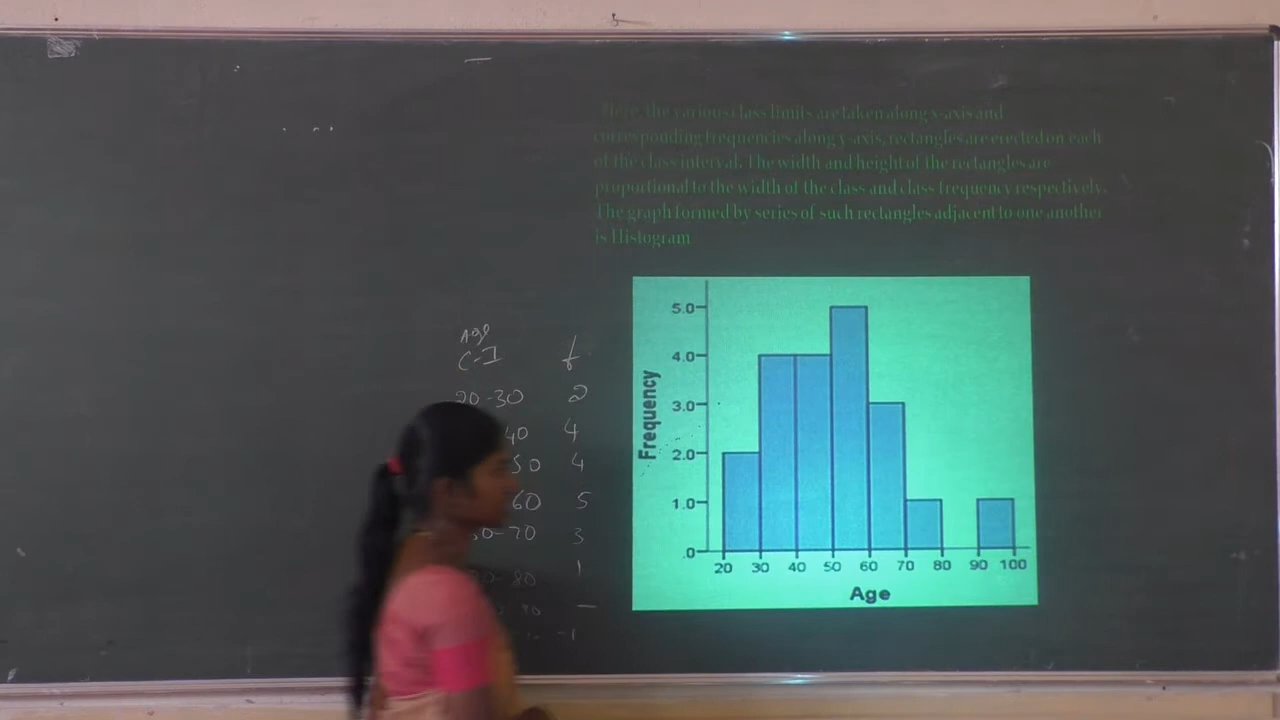 Here, the various class limits are taken along x-axis and
corresponding frequencies along y-axis, rectangles are erected on each
of the class interval. The width and height of the rectangles are
proportional to the width of the class and class frequency respectively.
The graph formed by series of such rectangles adjacent to one another
is Histogram
Age
C-I f
20-30 2
40 4
50 4
60 5
0-70 3
80 1
90 —
1
Frequency
5.0
4.0
3.0
2.0
1.0
.0
20 30 40 50 60 70 80 90 100
Age